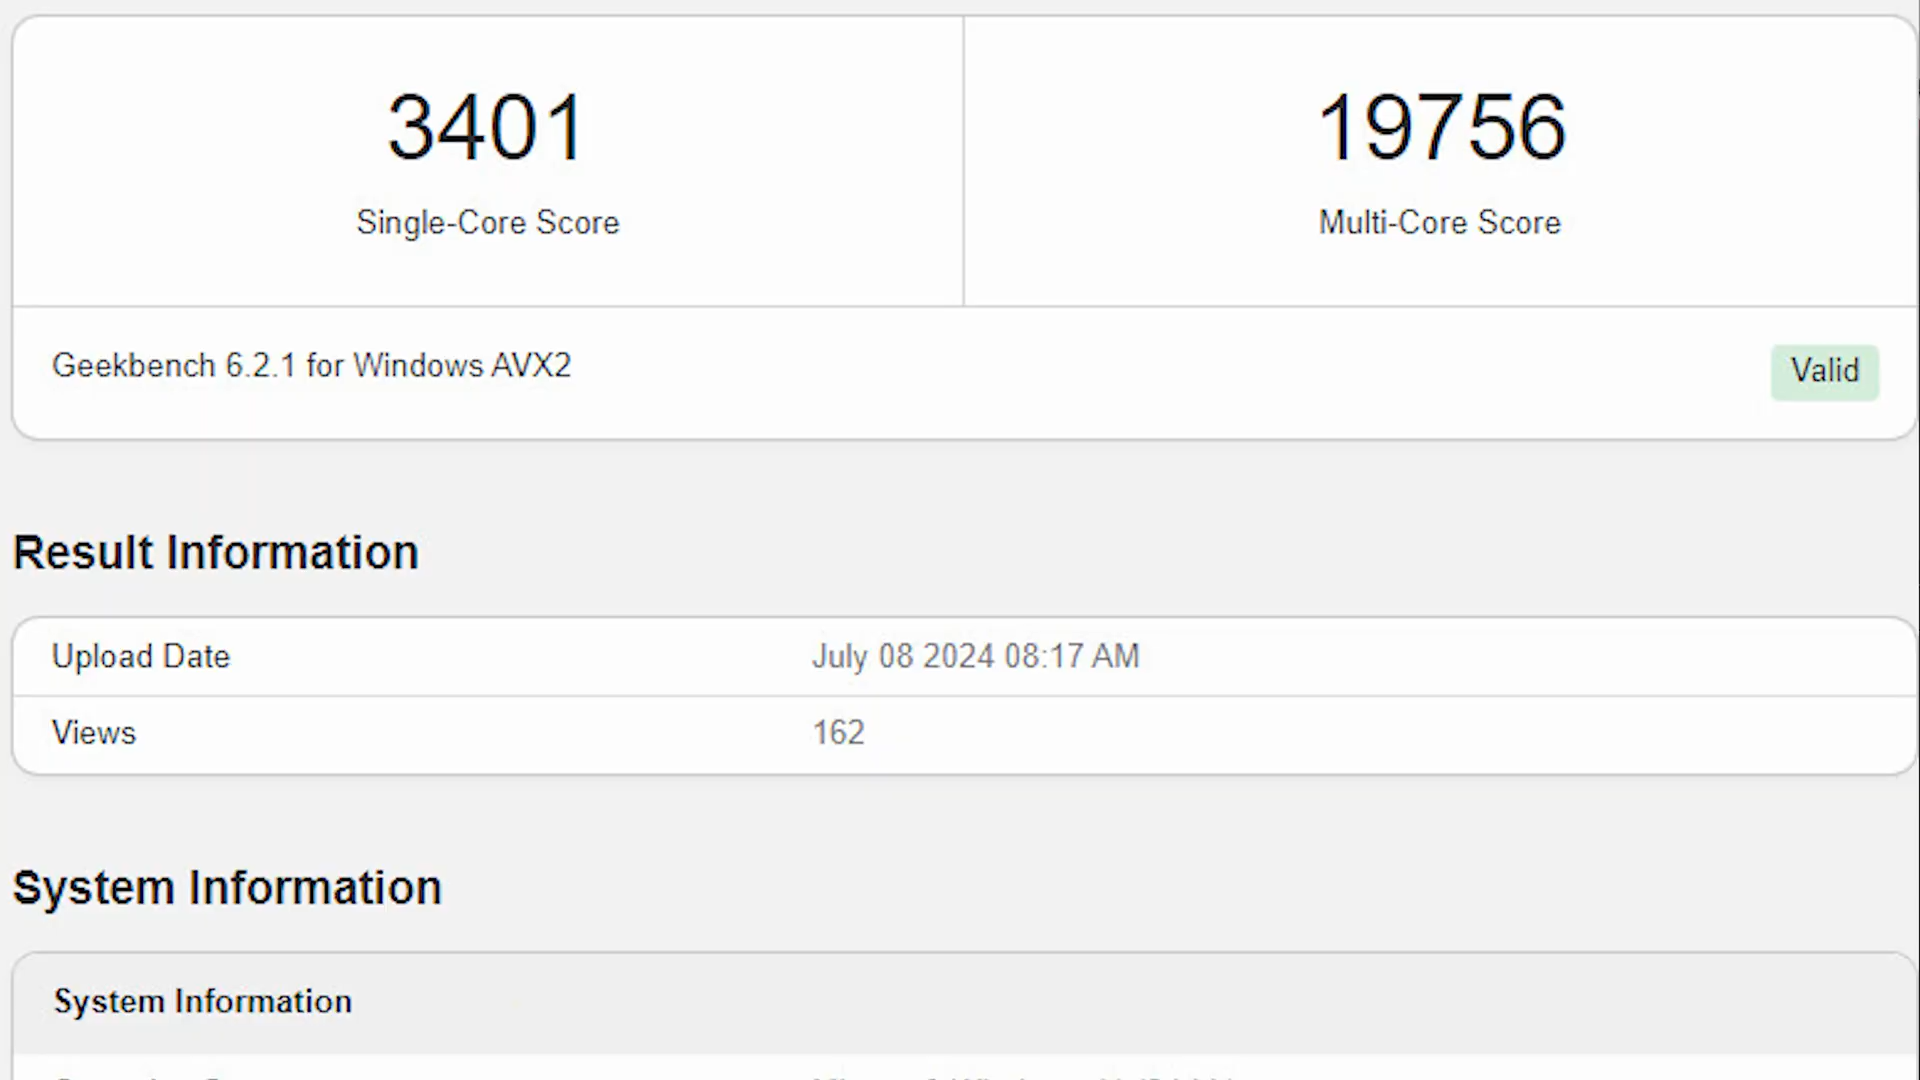 3401
19756
Single-Core Score
Multi-Core Score
Geekbench 6.2.1 for Windows AVX2
Valid
Result Information
Upload Date
July 08 2024 08:17 AM
Views
162
System Information
System Information